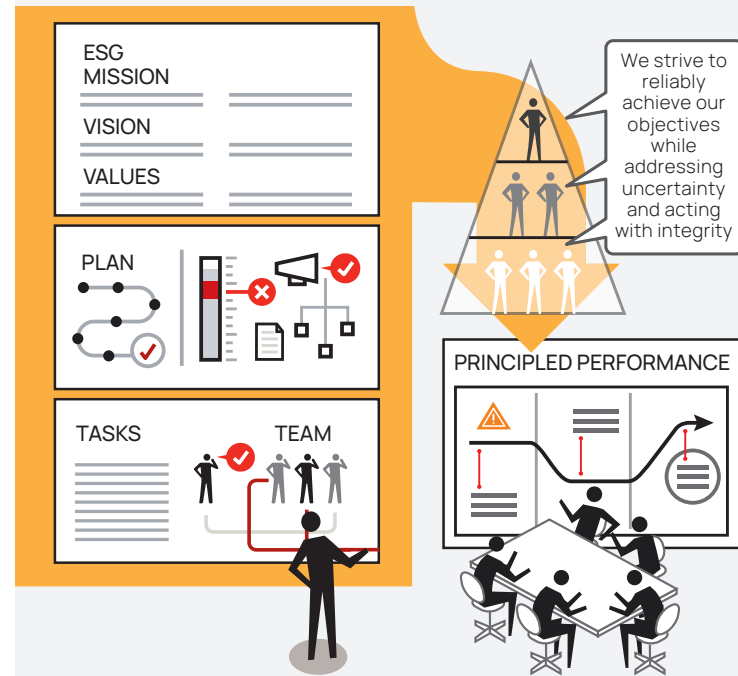 ESG
MISSION
VISION
VALUES
PLAN
TASKS
TEAM
We strive to
reliably
achieve our
objectives
while
addressing
uncertainty
and acting
with integrity
PRINCIPLED PERFORMANCE